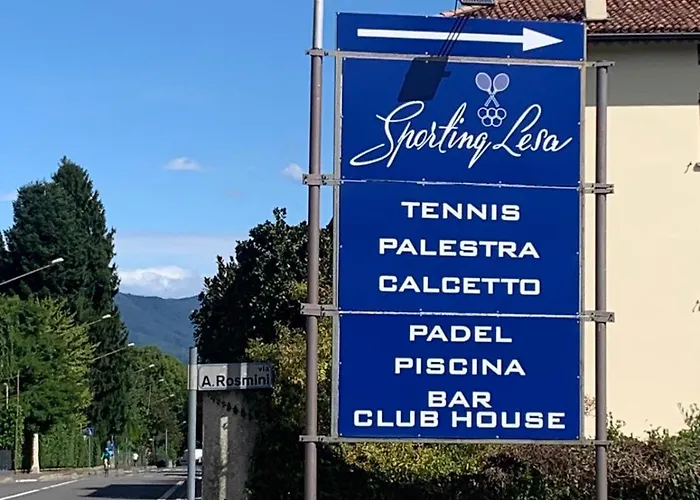 Sporting Lesa
TENNIS
PALESTRA
CALCETTO
PADEL
PISCINA
BAR
CLUB HOUSE
via
A. Rosmini